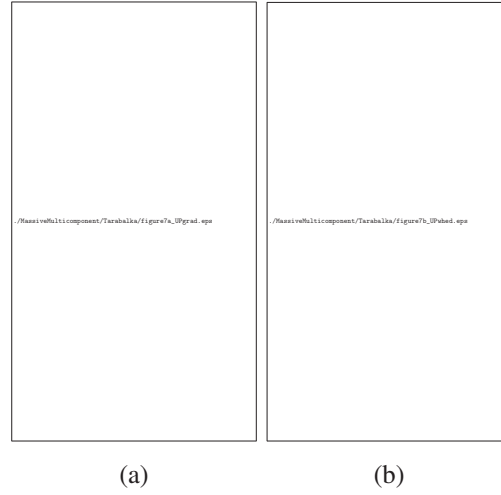 ./MassiveMulticomponent/Tarabalka/figure7a_UPgrad.eps
./MassiveMulticomponent/Tarabalka/figure7b_UPwhed.eps
(a)
(b)